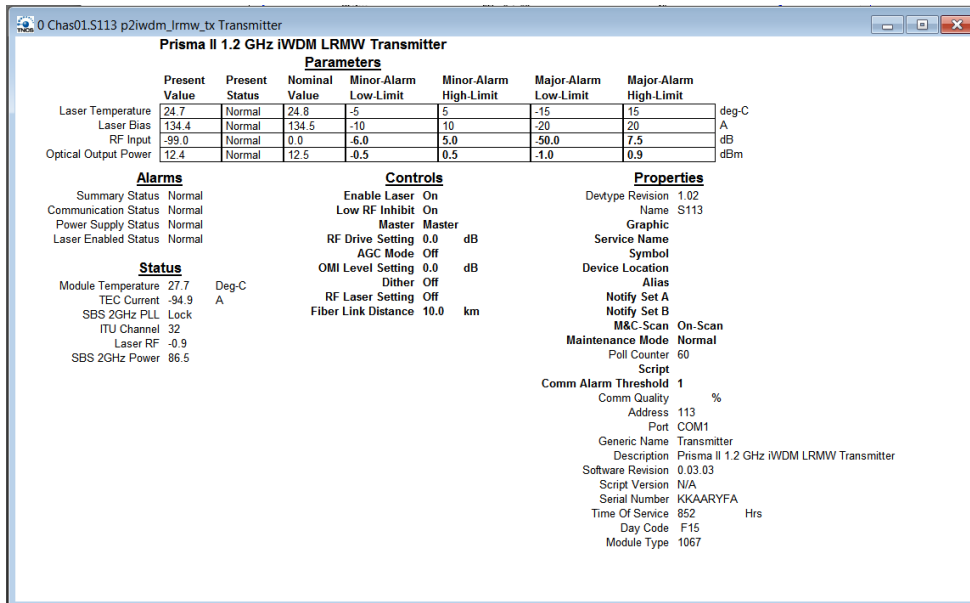 TNCS 0 Chas01.S113 p2iwdm_lrmw_tx Transmitter
Prisma II 1.2 GHz iWDM LRMW Transmitter
Parameters
Present Value Present Status Nominal Value Minor-Alarm Low-Limit Minor-Alarm High-Limit Major-Alarm Low-Limit Major-Alarm High-Limit
Laser Temperature 24.7 Normal 24.8 -5 5 -15 15 deg-C
Laser Bias 134.4 Normal 134.5 -10 10 -20 20 A
RF Input -99.0 Normal 0.0 -6.0 5.0 -50.0 7.5 dB
Optical Output Power 12.4 Normal 12.5 -0.5 0.5 -1.0 0.9 dBm
Alarms
Summary Status Normal
Communication Status Normal
Power Supply Status Normal
Laser Enabled Status Normal
Status
Module Temperature 27.7 Deg-C
TEC Current -94.9 A
SBS 2GHz PLL Lock
ITU Channel 32
Laser RF -0.9
SBS 2GHz Power 86.5
Controls
Enable Laser On
Low RF Inhibit On
Master Master
RF Drive Setting 0.0 dB
AGC Mode Off
OMI Level Setting 0.0 dB
Dither Off
RF Laser Setting Off
Fiber Link Distance 10.0 km
Properties
Devtype Revision 1.02
Name S113
Graphic
Service Name
Symbol
Device Location
Alias
Notify Set A
Notify Set B
M&C-Scan On-Scan
Maintenance Mode Normal
Poll Counter 60
Script
Comm Alarm Threshold 1
Comm Quality %
Address 113
Port COM1
Generic Name Transmitter
Description Prisma II 1.2 GHz iWDM LRMW Transmitter
Software Revision 0.03.03
Script Version N/A
Serial Number KKAARYFA
Time Of Service 852 Hrs
Day Code F15
Module Type 1067